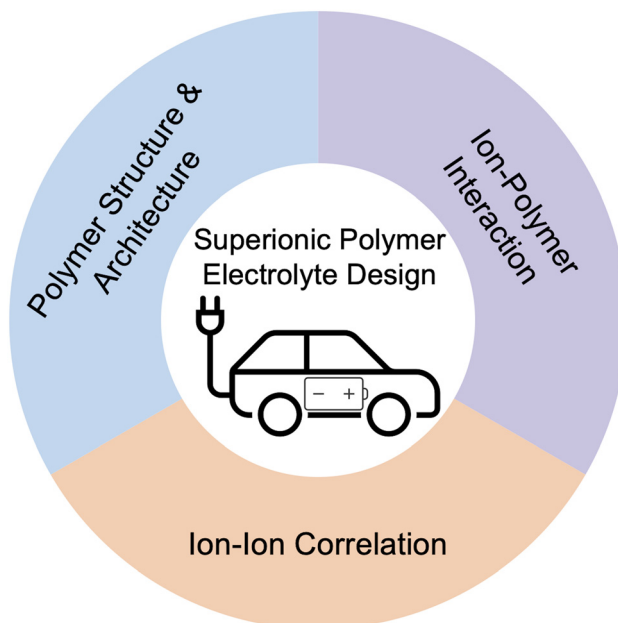 Polymer Structure &
Architecture
Ion-Polymer
Interaction
Superionic Polymer
Electrolyte Design
− +
Ion-Ion Correlation